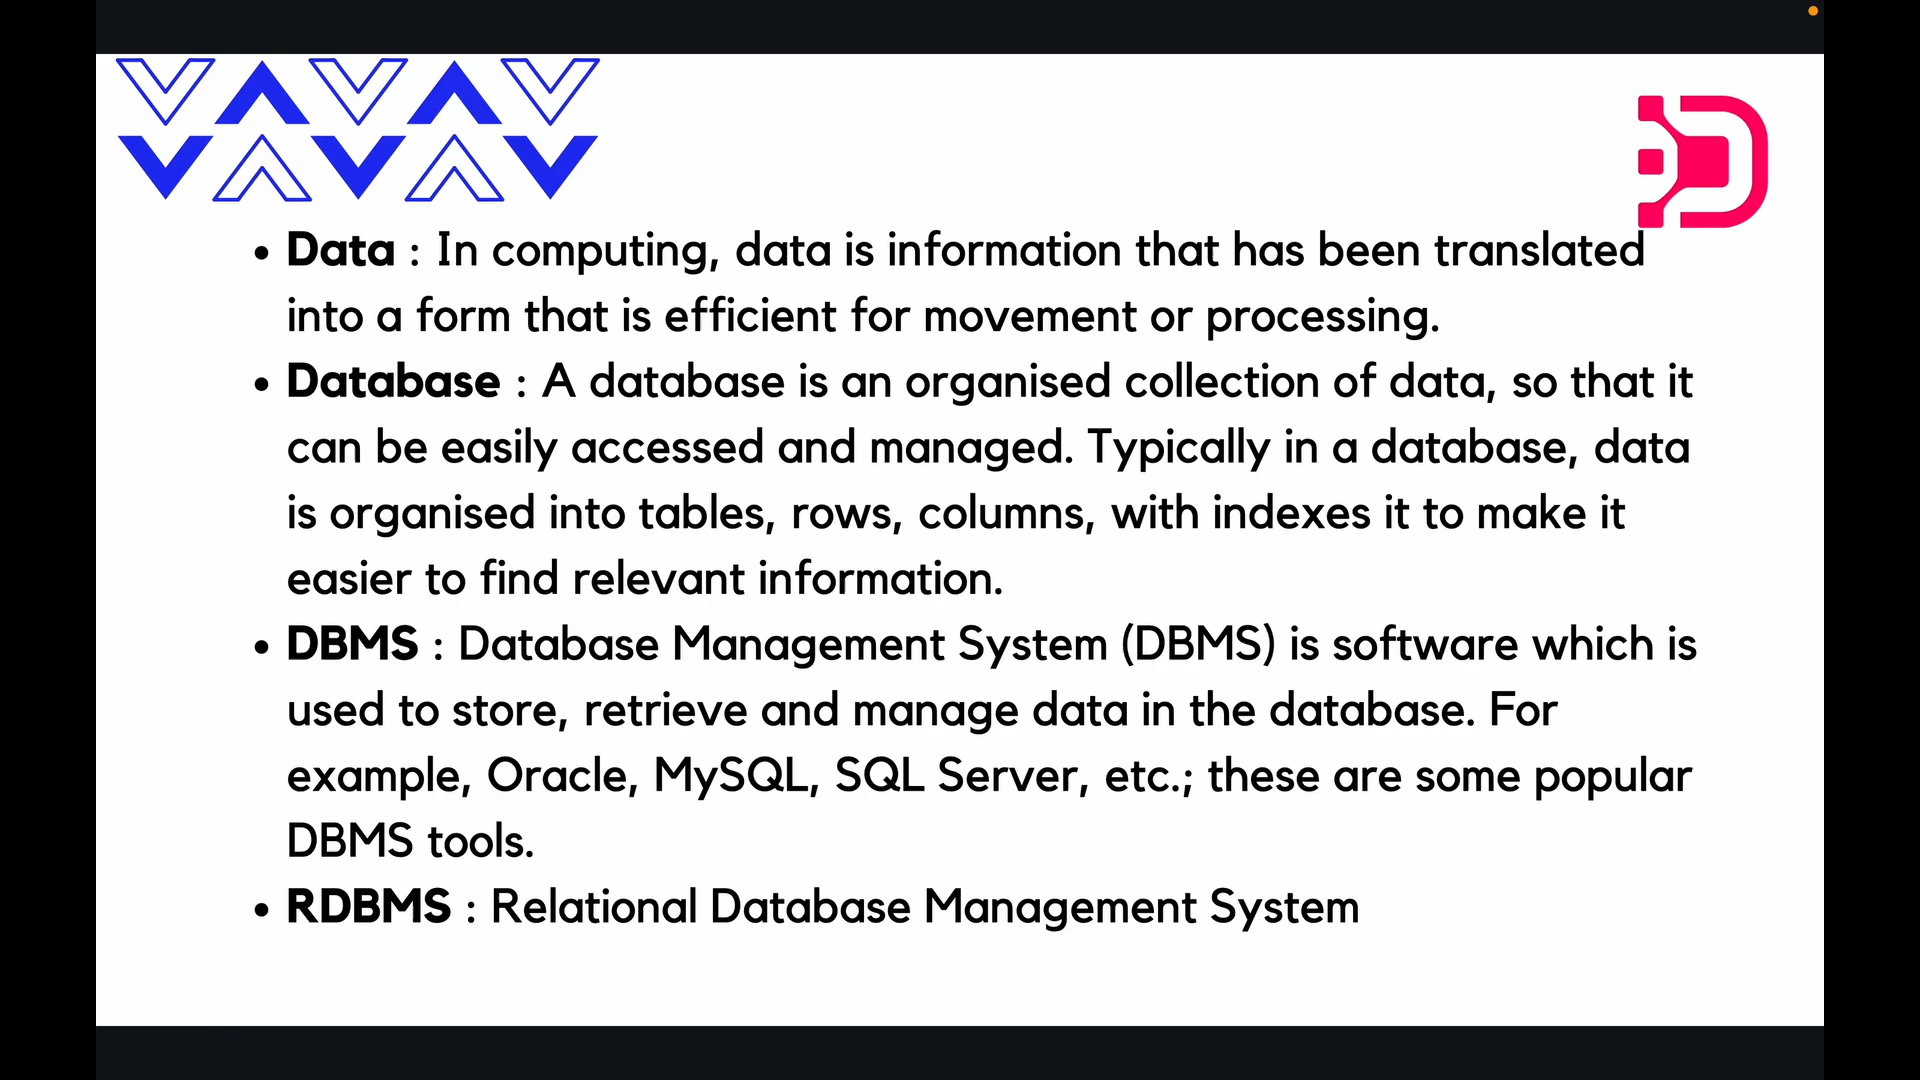 • Data : In computing, data is information that has been translated
into a form that is efficient for movement or processing.
• Database : A database is an organised collection of data, so that it
can be easily accessed and managed. Typically in a database, data
is organised into tables, rows, columns, with indexes it to make it
easier to find relevant information.
• DBMS : Database Management System (DBMS) is software which is
used to store, retrieve and manage data in the database. For
example, Oracle, MySQL, SQL Server, etc.; these are some popular
DBMS tools.
• RDBMS : Relational Database Management System